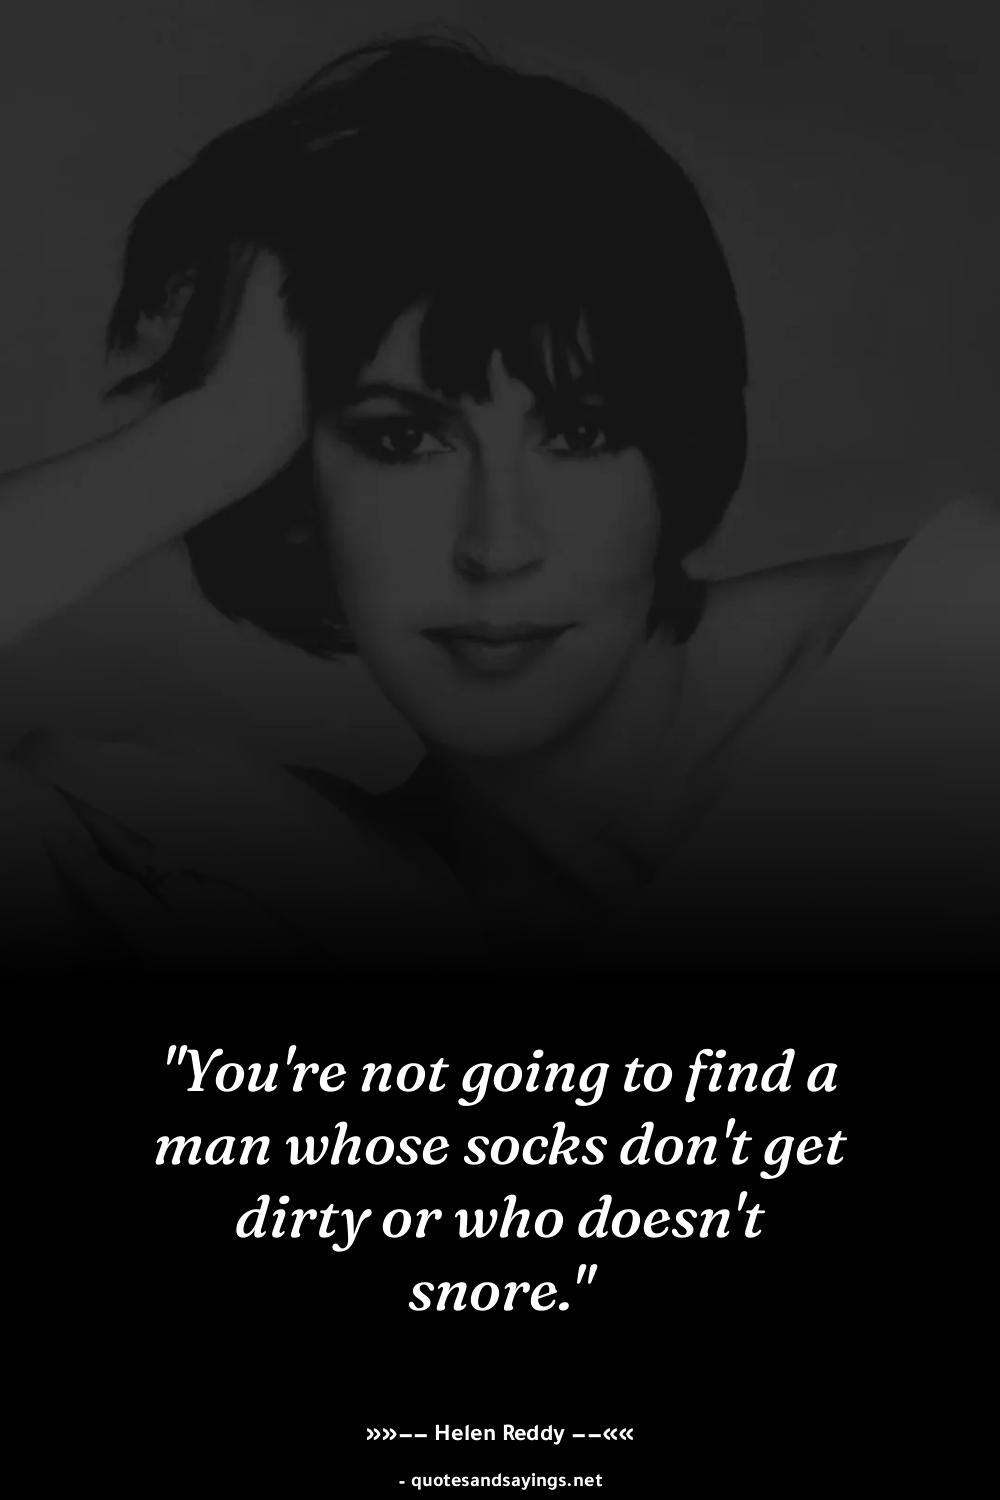 "You're not going to find a
man whose socks don't get
dirty or who doesn't
snore."
»»—— Helen Reddy ——««
- quotesandsayings.net